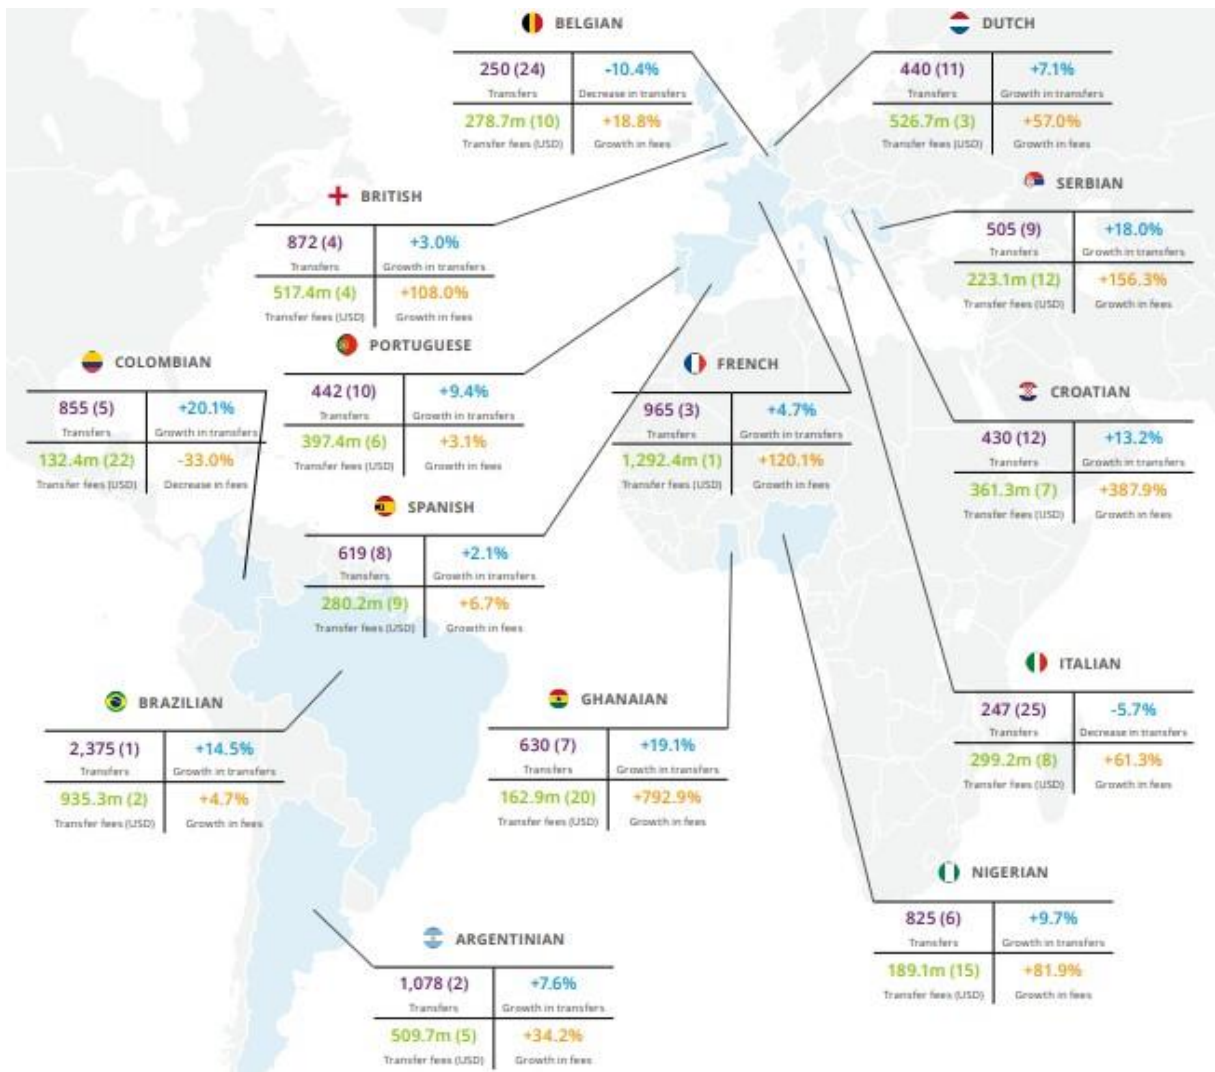 BELGIAN
250 (24) -10.4%
Transfers Decrease in transfers
278.7m (10) +18.8%
Transfer fees (USD) Growth in fees
DUTCH
440 (11) +7.1%
Transfers Growth in transfers
526.7m (3) +57.0%
Transfer fees (USD) Growth in fees
BRITISH
872 (4) +3.0%
Transfers Growth in transfers
517.4m (4) +108.0%
Transfer fees (USD) Growth in fees
SERBIAN
505 (9) +18.0%
Transfers Growth in transfers
223.1m (12) +156.3%
Transfer fees (USD) Growth in fees
PORTUGUESE
442 (10) +9.4%
Transfers Growth in transfers
397.4m (6) +3.1%
Transfer fees (USD) Growth in fees
COLOMBIAN
855 (5) +20.1%
Transfers Growth in transfers
132.4m (22) -33.0%
Transfer fees (USD) Decrease in fees
FRENCH
965 (3) +4.7%
Transfers Growth in transfers
1,292.4m (1) +120.1%
Transfer fees (USD) Growth in fees
CROATIAN
430 (12) +13.2%
Transfers Growth in transfers
361.3m (7) +387.9%
Transfer fees (USD) Growth in fees
SPANISH
619 (8) +2.1%
Transfers Growth in transfers
280.2m (9) +6.7%
Transfer fees (USD) Growth in fees
ITALIAN
247 (25) -5.7%
Transfers Decrease in transfers
299.2m (8) +61.3%
Transfer fees (USD) Growth in fees
BRAZILIAN
2,375 (1) +14.5%
Transfers Growth in transfers
935.3m (2) +4.7%
Transfer fees (USD) Growth in fees
GHANAIAN
630 (7) +19.1%
Transfers Growth in transfers
162.9m (20) +792.9%
Transfer fees (USD) Growth in fees
NIGERIAN
825 (6) +9.7%
Transfers Growth in transfers
189.1m (15) +81.9%
Transfer fees (USD) Growth in fees
ARGENTINIAN
1,078 (2) +7.6%
Transfers Growth in transfers
509.7m (5) +34.2%
Transfer fees (USD) Growth in fees